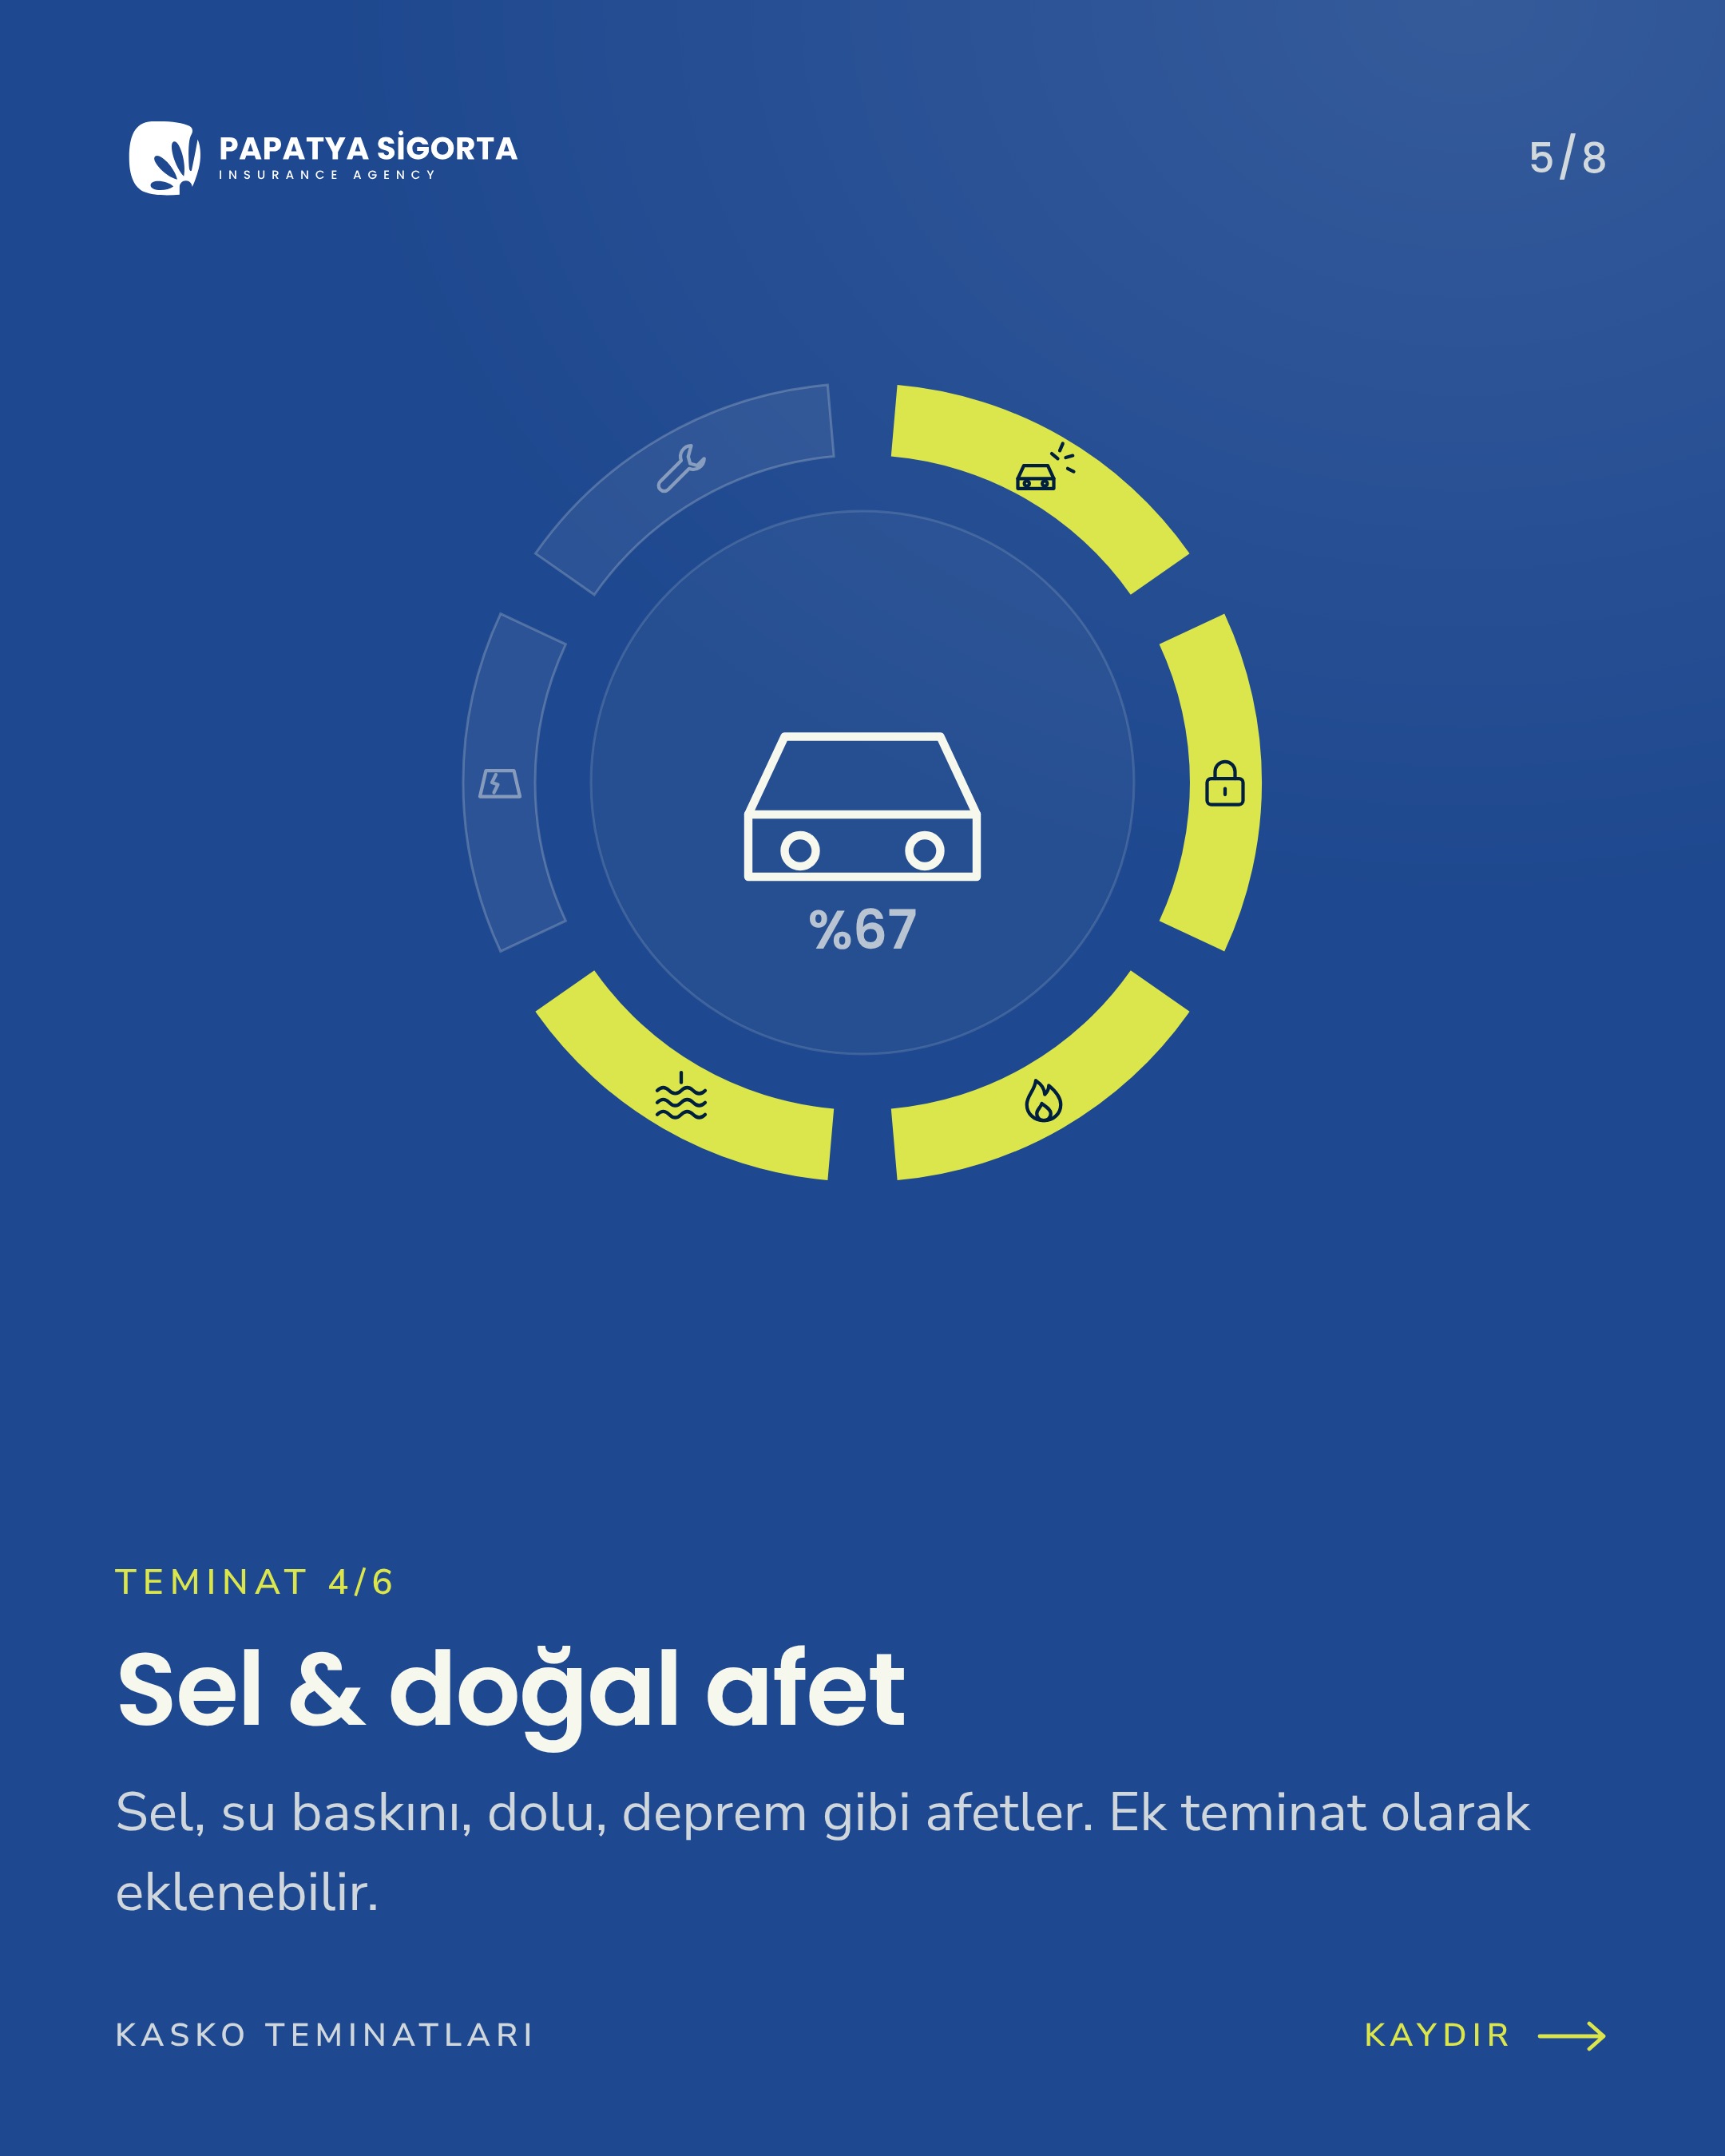 PAPATYA SİGORTA
INSURANCE AGENCY
5/8
%67
TEMINAT 4/6
Sel & doğal afet
Sel, su baskını, dolu, deprem gibi afetler. Ek teminat olarak
eklenebilir.
KASKO TEMINATLARI
KAYDIR